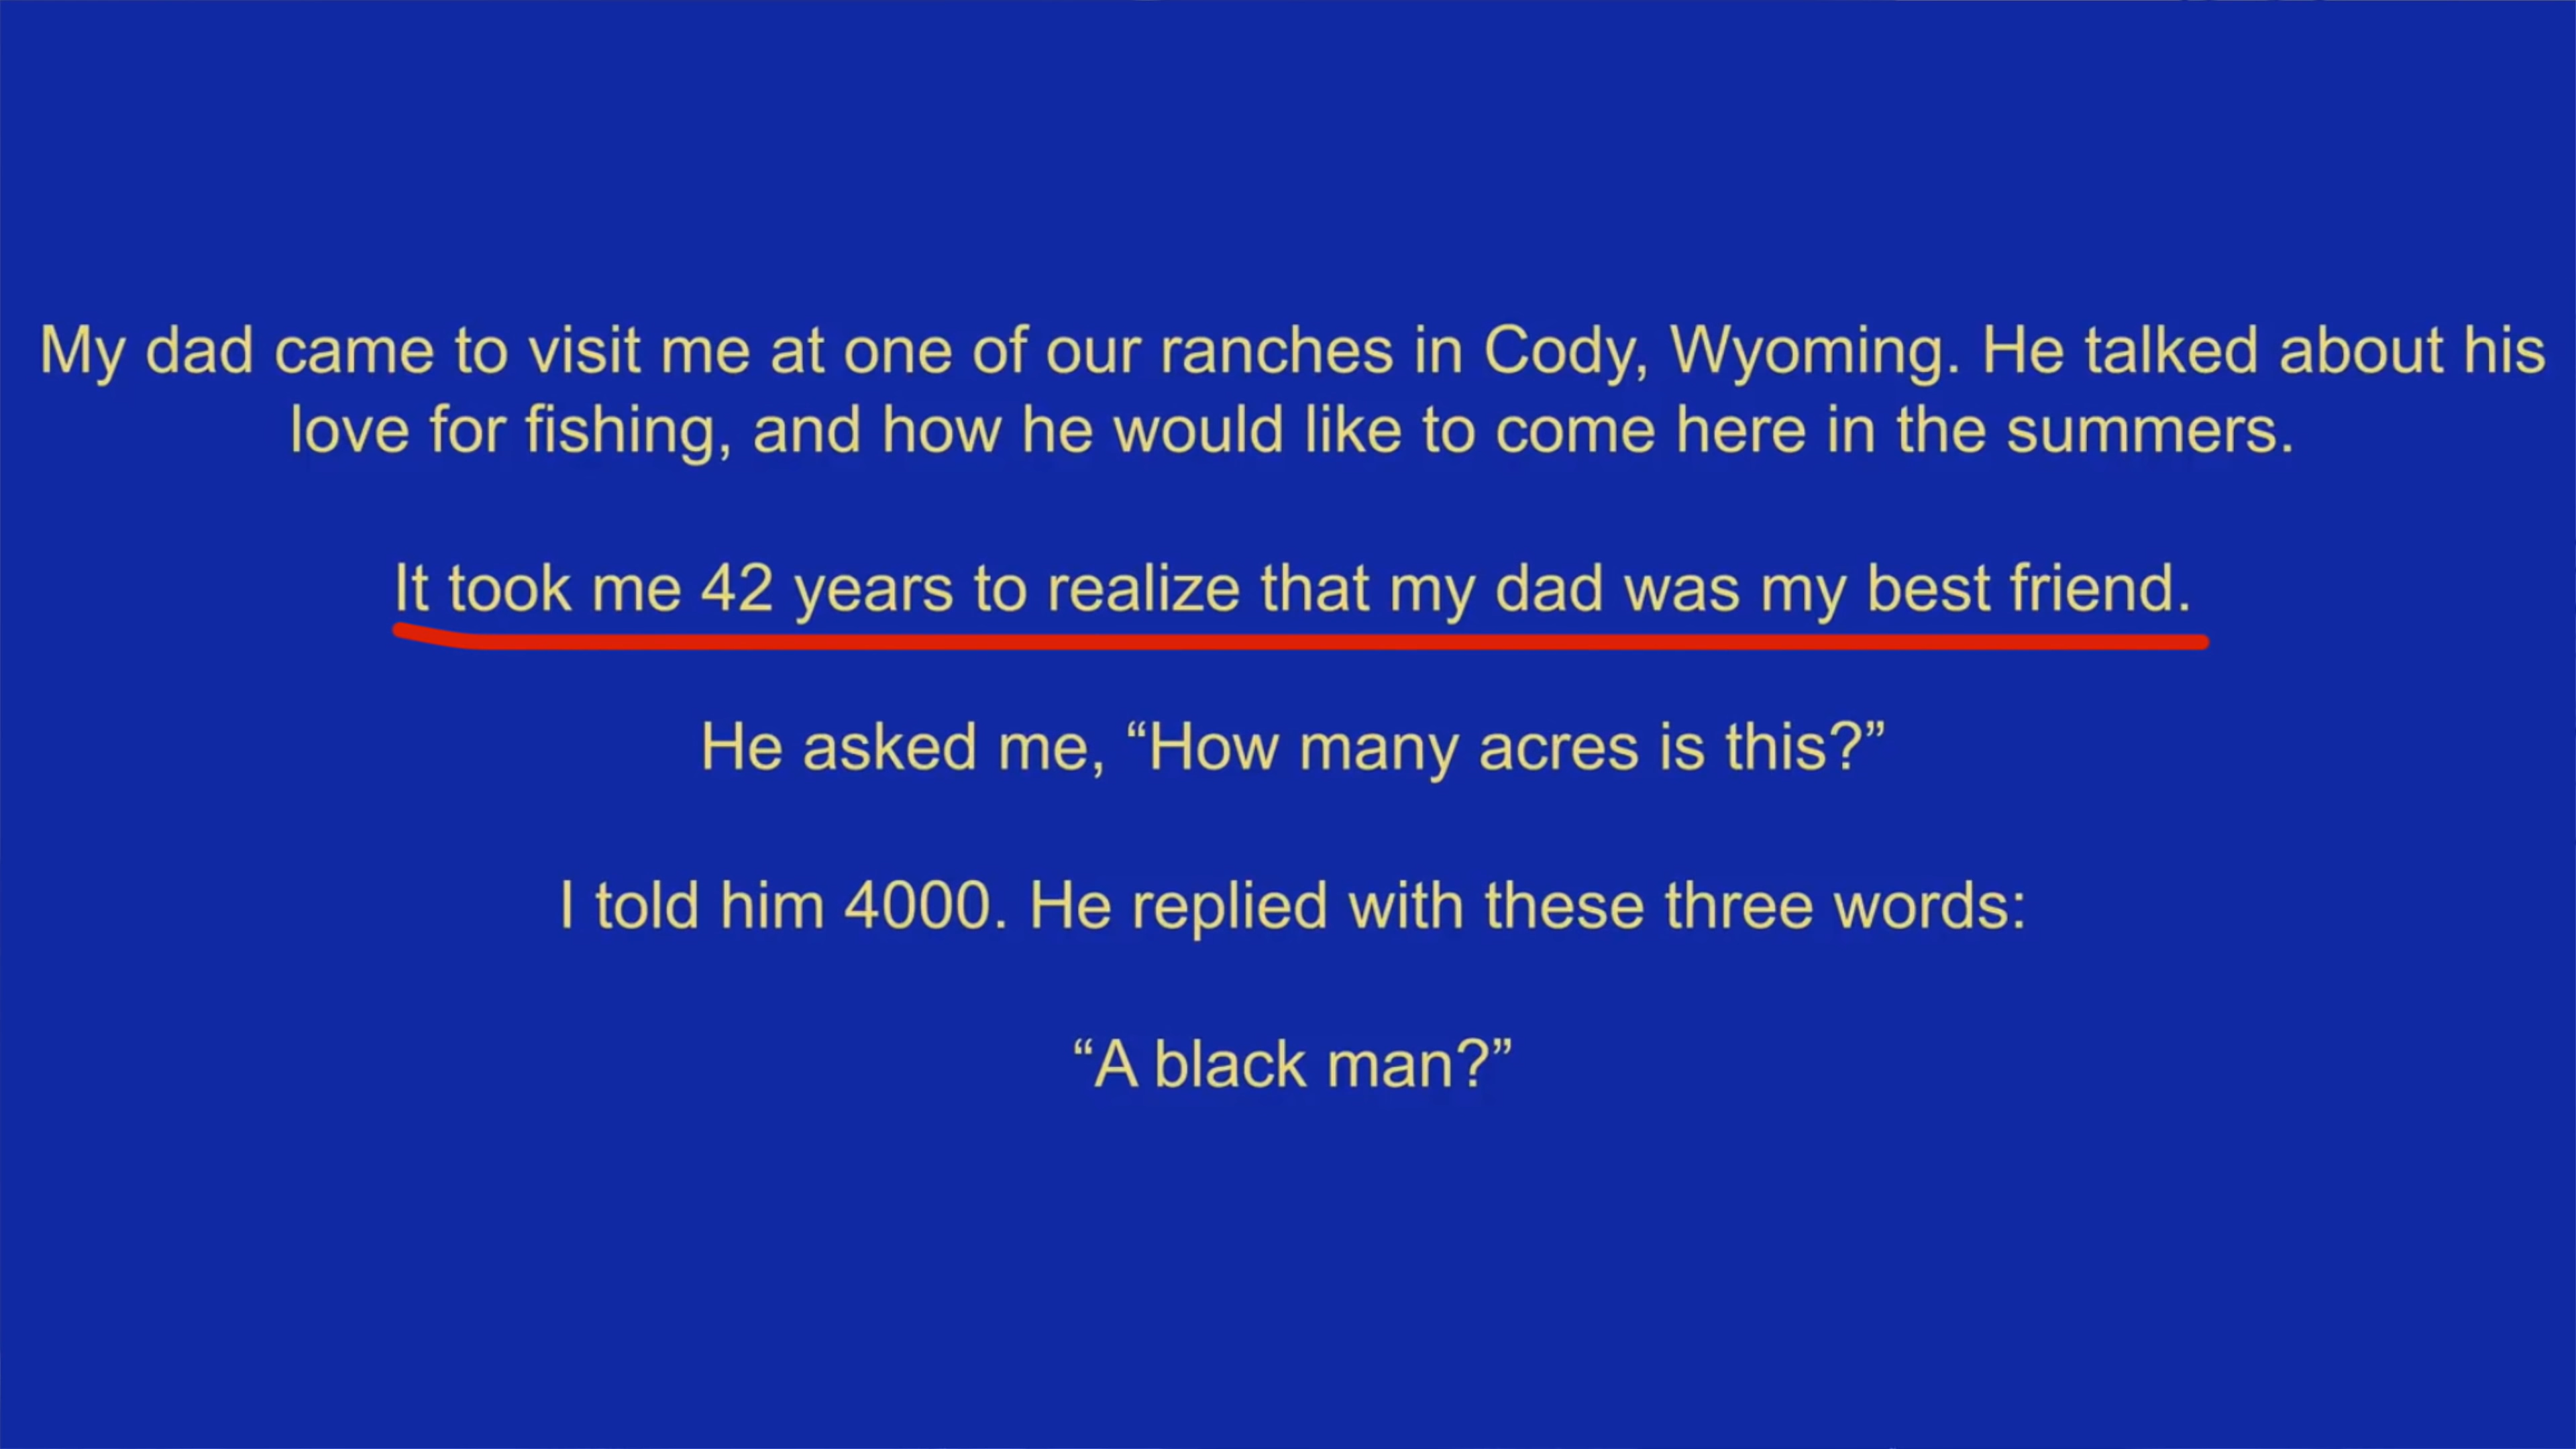 My dad came to visit me at one of our ranches in Cody, Wyoming. He talked about his
love for fishing, and how he would like to come here in the summers.
It took me 42 years to realize that my dad was my best friend.
He asked me, “How many acres is this?”
I told him 4000. He replied with these three words:
“A black man?”